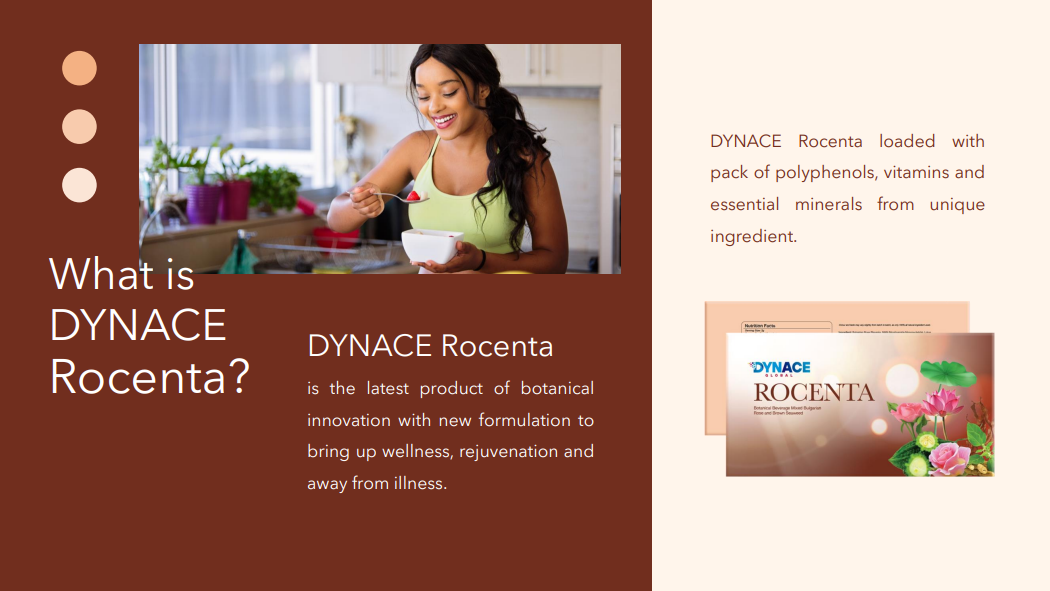 What is
DYNACE
Rocenta?
DYNACE Rocenta
is the latest product of botanical
innovation with new formulation to
bring up wellness, rejuvenation and
away from illness.
DYNACE Rocenta loaded with
pack of polyphenols, vitamins and
essential minerals from unique
ingredient.
Nutrition Facts
DYNACE
GLOBAL
ROCENTA
Botanical Beverage Mixed Bulgarian
Rose and Brown Seaweed